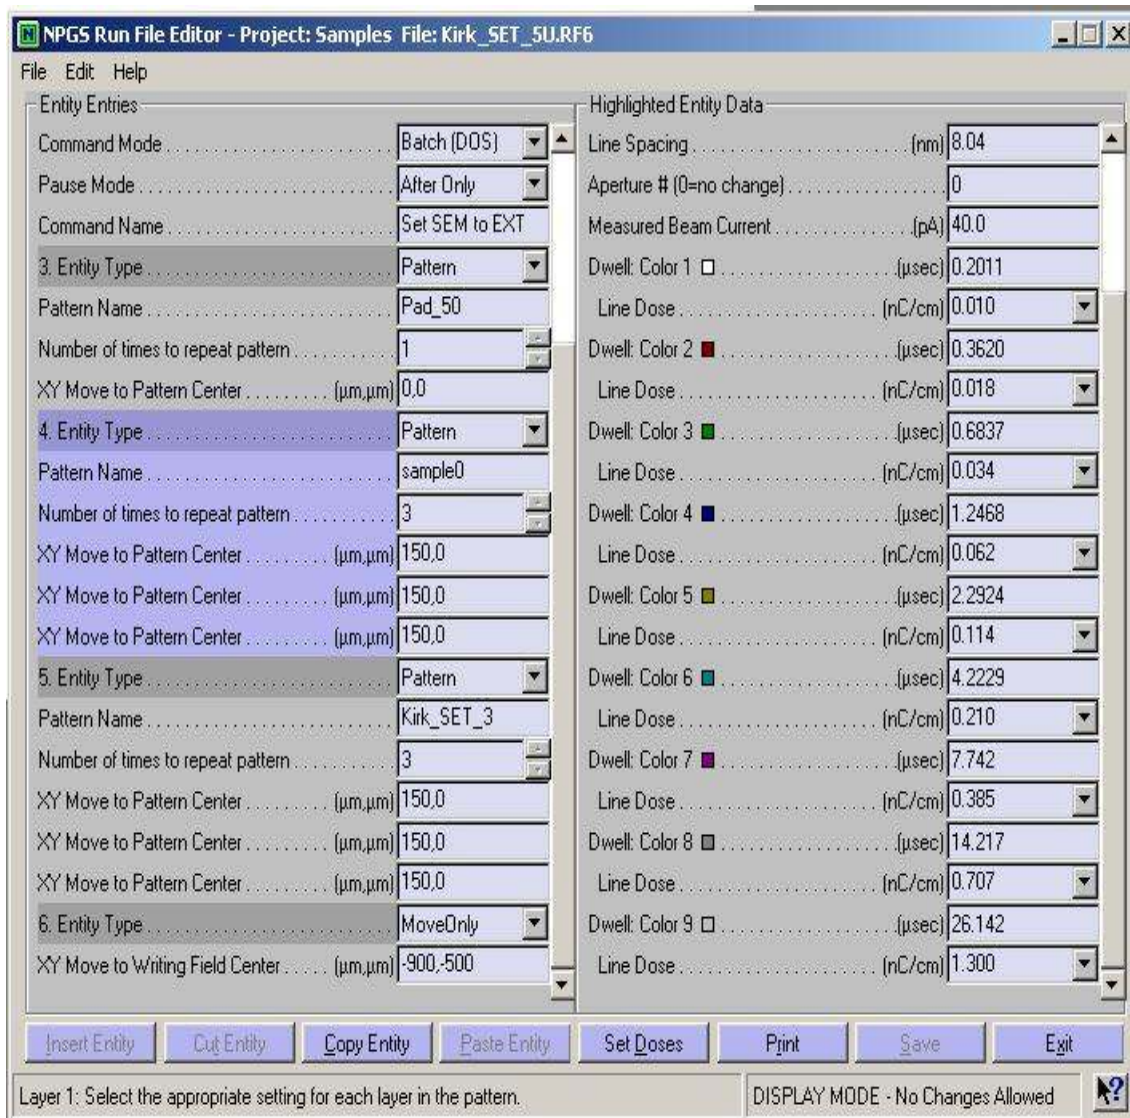 NPGS Run File Editor - Project: Samples File: Kirk_SET_5U.RF6
File Edit Help
Entity Entries
Command Mode Batch (DOS)
Pause Mode After Only
Command Name Set SEM to EXT
3. Entity Type Pattern
Pattern Name Pad_50
Number of times to repeat pattern 1
XY Move to Pattern Center (µm,µm) 0,0
4. Entity Type Pattern
Pattern Name sample0
Number of times to repeat pattern 3
XY Move to Pattern Center (µm,µm) 150,0
XY Move to Pattern Center (µm,µm) 150,0
XY Move to Pattern Center (µm,µm) 150,0
5. Entity Type Pattern
Pattern Name Kirk_SET_3
Number of times to repeat pattern 3
XY Move to Pattern Center (µm,µm) 150,0
XY Move to Pattern Center (µm,µm) 150,0
XY Move to Pattern Center (µm,µm) 150,0
6. Entity Type MoveOnly
XY Move to Writing Field Center (µm,µm) -900,-500
Highlighted Entity Data
Line Spacing (nm) 8.04
Aperture # (0=no change) 0
Measured Beam Current (pA) 40.0
Dwell: Color 1 (µsec) 0.2011
Line Dose (nC/cm) 0.010
Dwell: Color 2 (µsec) 0.3620
Line Dose (nC/cm) 0.018
Dwell: Color 3 (µsec) 0.6837
Line Dose (nC/cm) 0.034
Dwell: Color 4 (µsec) 1.2468
Line Dose (nC/cm) 0.062
Dwell: Color 5 (µsec) 2.2924
Line Dose (nC/cm) 0.114
Dwell: Color 6 (µsec) 4.2229
Line Dose (nC/cm) 0.210
Dwell: Color 7 (µsec) 7.742
Line Dose (nC/cm) 0.385
Dwell: Color 8 (µsec) 14.217
Line Dose (nC/cm) 0.707
Dwell: Color 9 (µsec) 26.142
Line Dose (nC/cm) 1.300
Insert Entity Cut Entity Copy Entity Paste Entity Set Doses Print Save Exit
Layer 1: Select the appropriate setting for each layer in the pattern. DISPLAY MODE - No Changes Allowed